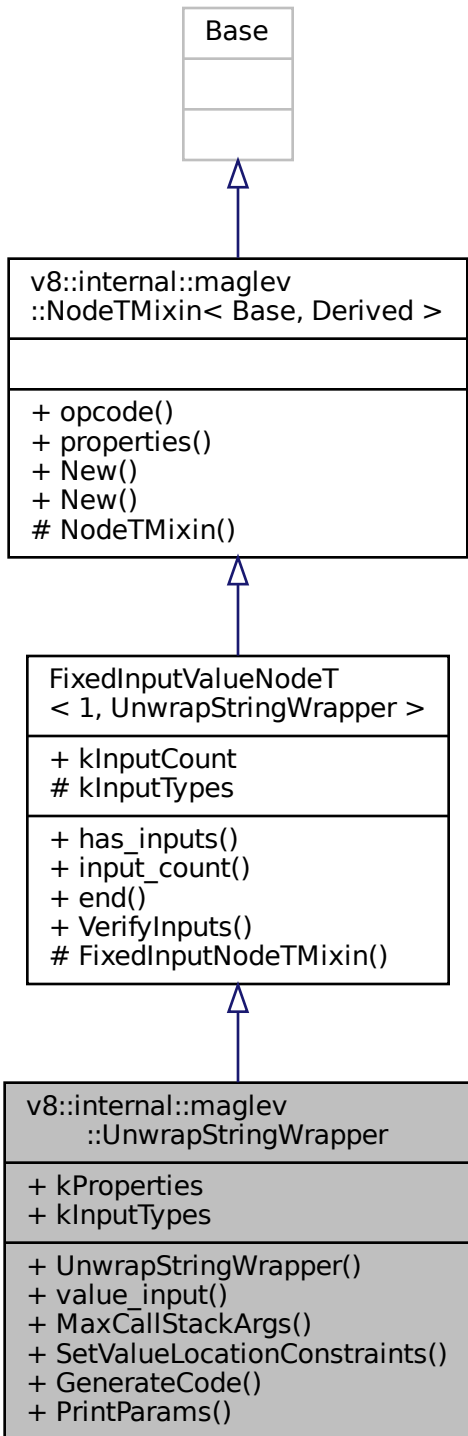 Base
v8::internal::maglev
::NodeTMixin< Base, Derived >
+ opcode()
+ properties()
+ New()
+ New()
# NodeTMixin()
FixedInputValueNodeT
< 1, UnwrapStringWrapper >
+ kInputCount
# kInputTypes
+ has_inputs()
+ input_count()
+ end()
+ VerifyInputs()
# FixedInputNodeTMixin()
v8::internal::maglev
::UnwrapStringWrapper
+ kProperties
+ kInputTypes
+ UnwrapStringWrapper()
+ value_input()
+ MaxCallStackArgs()
+ SetValueLocationConstraints()
+ GenerateCode()
+ PrintParams()